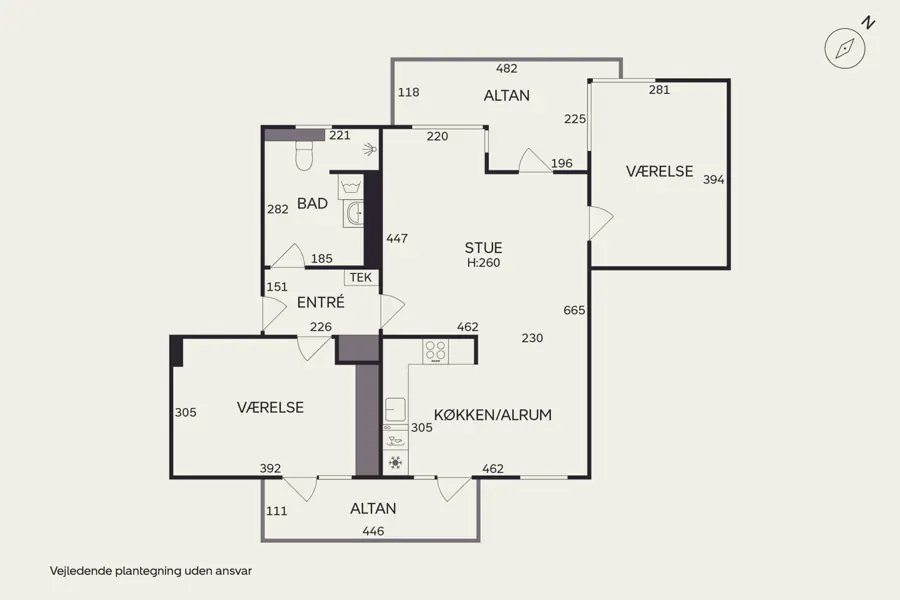 N
482
118
ALTAN
225
281
VÆRELSE
394
221
220
196
282
BAD
185
447
STUE
H:260
151
TEK
ENTRÉ
226
462
665
230
305
VÆRELSE
392
KØKKEN/ALRUM
305
462
111
ALTAN
446
Vejledende plantegning uden ansvar